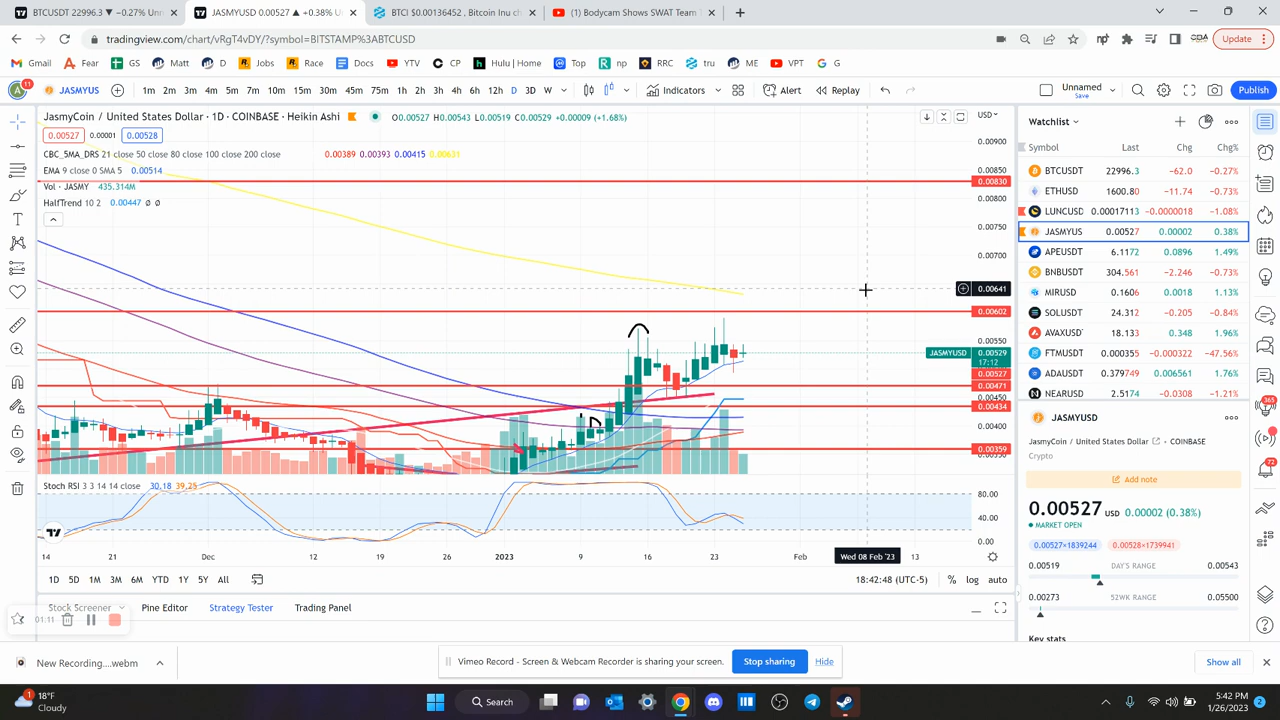 BTCUSDT 22996.3 ▼ −0.27% Unn
JASMYUSD 0.00527 ▲ +0.38% U
BTCI $0.00136452 , Bitcoin Inu ch
(1) Bodycam Shows SWAT Team
tradingview.com/chart/vRgT4vDY/?symbol=BITSTAMP%3ABTCUSD
Update
Gmail Fear GS Matt D Jobs Race Docs YTV C CP Hulu | Home Top np RRC tru ME VPT G
11 JASMYUS 1m 2m 3m 4m 5m 7m 10m 15m 30m 45m 75m 1h 2h 3h 4h 6h 12h D 3D W Indicators Alert Replay Unnamed Save Publish
JasmyCoin / United States Dollar · 1D · COINBASE · Heikin Ashi O0.00527 H0.00543 L0.00519 C0.00529 +0.00009 (+1.68%) USD
0.00527 0.00001 0.00528
CBC_5MA_DRS 21 close 50 close 80 close 100 close 200 close 0.00389 0.00393 0.00415 0.00631
EMA 9 close 0 SMA 5 0.00514
Vol · JASMY 435.314M
HalfTrend 10 2 0.00447 ø ø
0.00900
0.00850
0.00830
0.00800
0.00750
0.00700
0.00641
0.00602
0.00550
JASMYUSD 0.00529
17:12
0.00527
0.00471
0.00450
0.00434
0.00400
0.00359
Stoch RSI 3 3 14 14 close 30.18 39.25
80.00
40.00
0.00
14 21 Dec 12 19 26 2023 9 16 23 Feb Wed 08 Feb '23 13
1D 5D 1M 3M 6M YTD 1Y 5Y All 18:42:48 (UTC-5) % log auto
Stock Screener Pine Editor Strategy Tester Trading Panel
01:11
Watchlist
Symbol Last Chg Chg%
BTCUSDT 22996.3 −62.0 −0.27%
ETHUSD 1600.80 −11.74 −0.73%
LUNCUSD 0.00017113 −0.0000018 −1.08%
JASMYUS 0.00527 0.00002 0.38%
APEUSDT 6.1172 0.0896 1.49%
BNBUSDT 304.561 −2.246 −0.73%
MIRUSD 0.1606 0.0018 1.13%
SOLUSDT 24.312 −0.205 −0.84%
AVAXUSD 18.133 0.348 1.96%
FTMUSDT 0.000355 −0.000322 −47.56%
ADAUSDT 0.379749 0.006561 1.76%
NEARUSD 2.5174 −0.0308 −1.21%
JASMYUSD
JasmyCoin / United States Dollar COINBASE
Crypto
Add note
0.00527 USD 0.00002 (0.38%)
MARKET OPEN
0.00527×1839244 0.00528×1739941
0.00519 DAY'S RANGE 0.00543
0.00273 52WK RANGE 0.05500
Key stats
365
72
New Recording....webm
Vimeo Record - Screen & Webcam Recorder is sharing your screen. Stop sharing Hide
Show all
1 18°F
Cloudy
Search
5:42 PM
1/26/2023